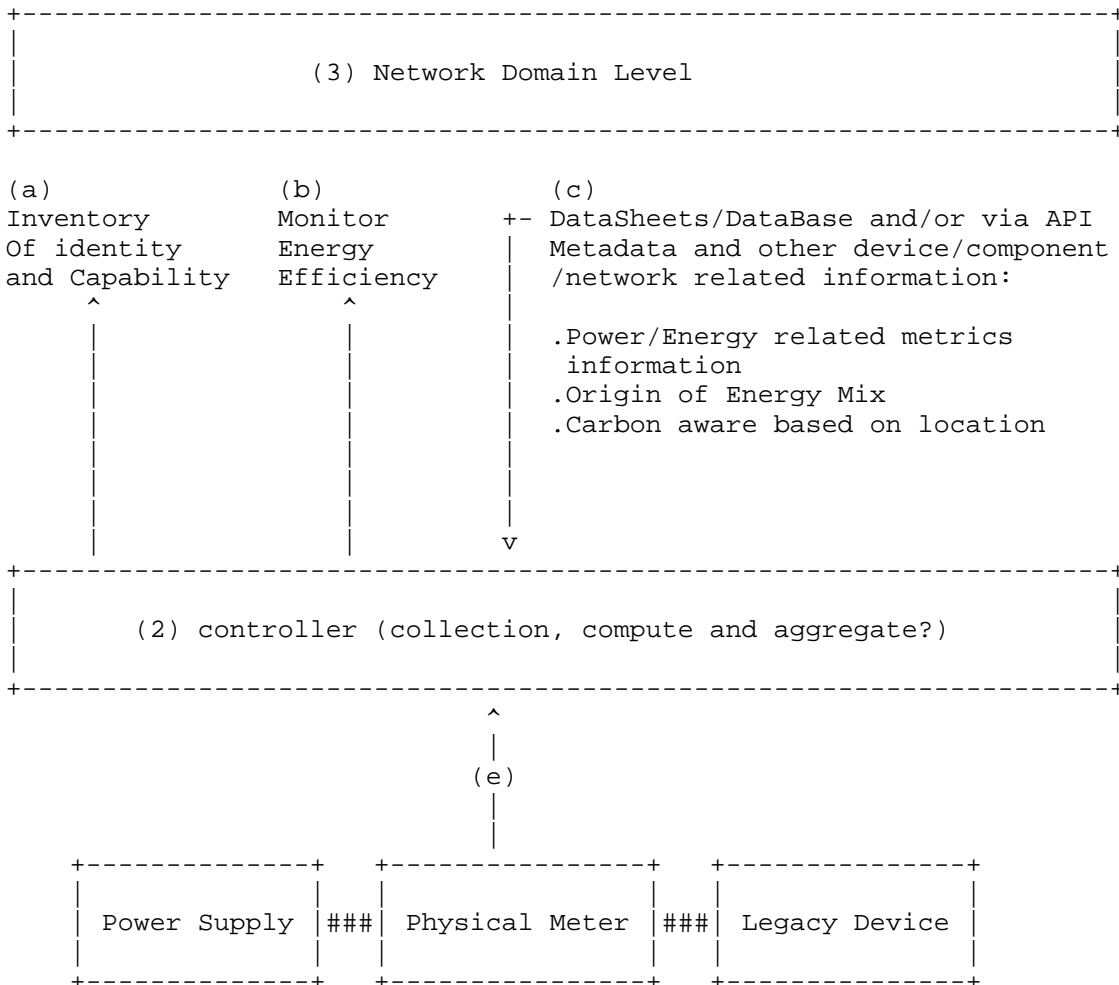 (3) Network Domain Level
(a) (b) (c)
Inventory Monitor +- DataSheets/DataBase and/or via API
Of identity Energy Metadata and other device/component
and Capability Efficiency /network related information:
.Power/Energy related metrics
information
.Origin of Energy Mix
.Carbon aware based on location
(2) controller (collection, compute and aggregate?)
(e)
Power Supply ### Physical Meter ### Legacy Device